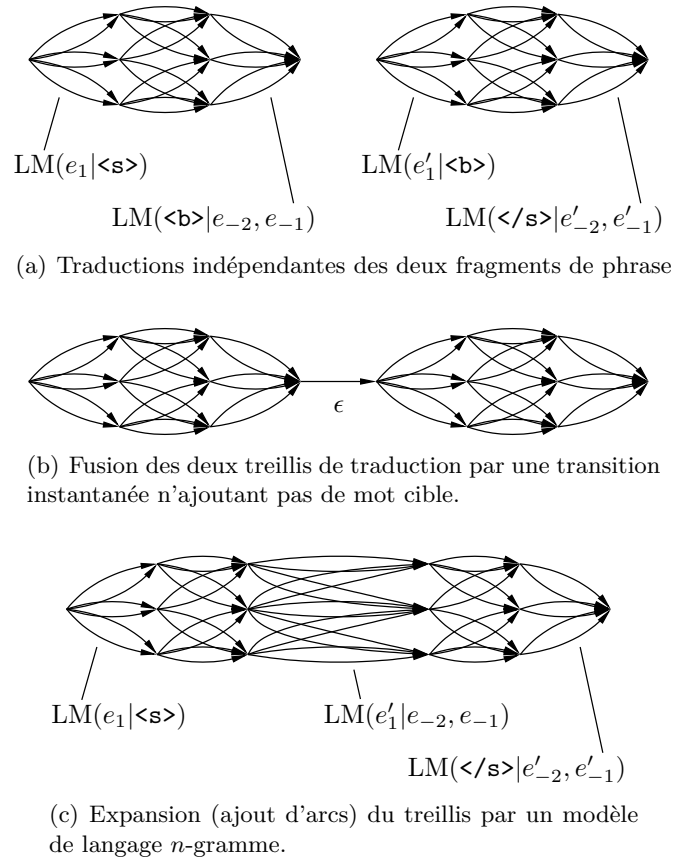 LM(e₁|<s>)
LM(e′₁|<b>)
LM(<b>|e₋₂, e₋₁)
LM(</s>|e′₋₂, e′₋₁)
(a) Traductions indépendantes des deux fragments de phrase
ϵ
(b) Fusion des deux treillis de traduction par une transition
instantanée n'ajoutant pas de mot cible.
LM(e₁|<s>)
LM(e′₁|e₋₂, e₋₁)
LM(</s>|e′₋₂, e′₋₁)
(c) Expansion (ajout d'arcs) du treillis par un modèle
de langage n-gramme.